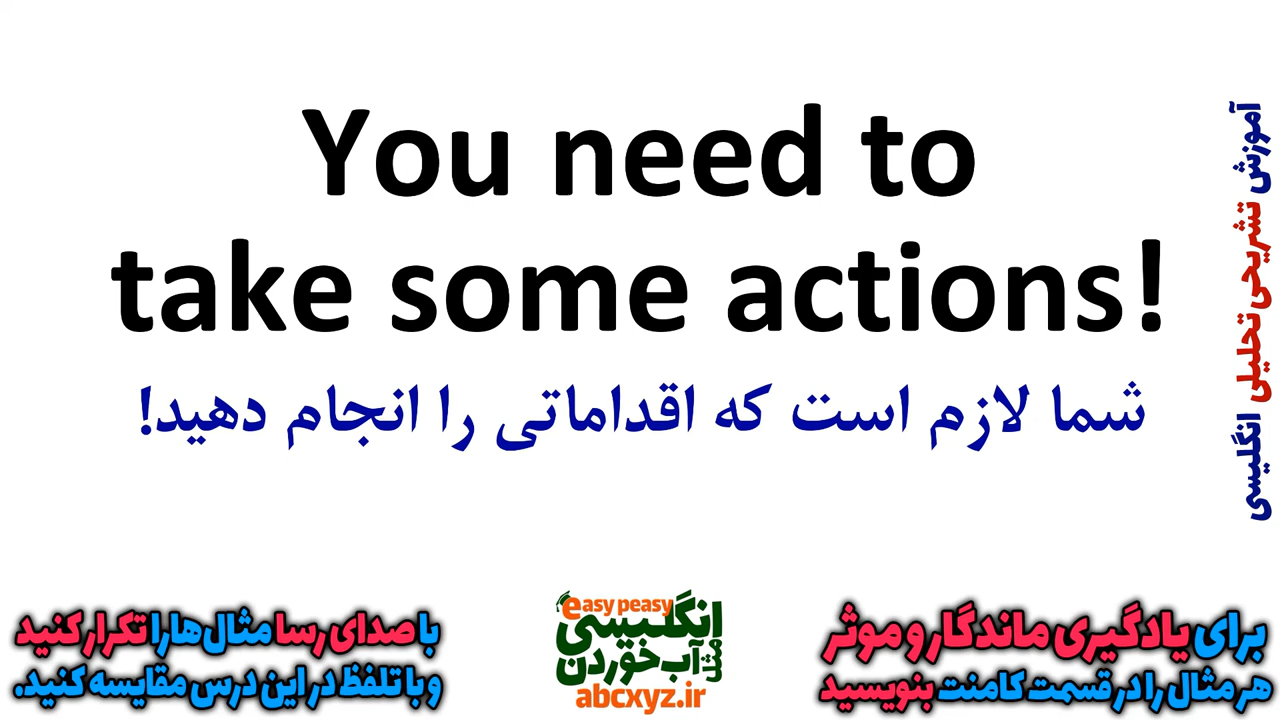 You need to
take some actions!
شما لازم است که اقداماتی را انجام دهید!
آموزش تشریحی تحلیلی انگلیسی
برای یادگیری ماندگار و موثر
هر مثال را در قسمت کامنت بنویسید
easy peasy
انگلیسی
مثل آب خوردن
abcxyz.ir
با صدای رسا مثال‌ها را تکرار کنید
و با تلفظ در این درس مقایسه کنید.